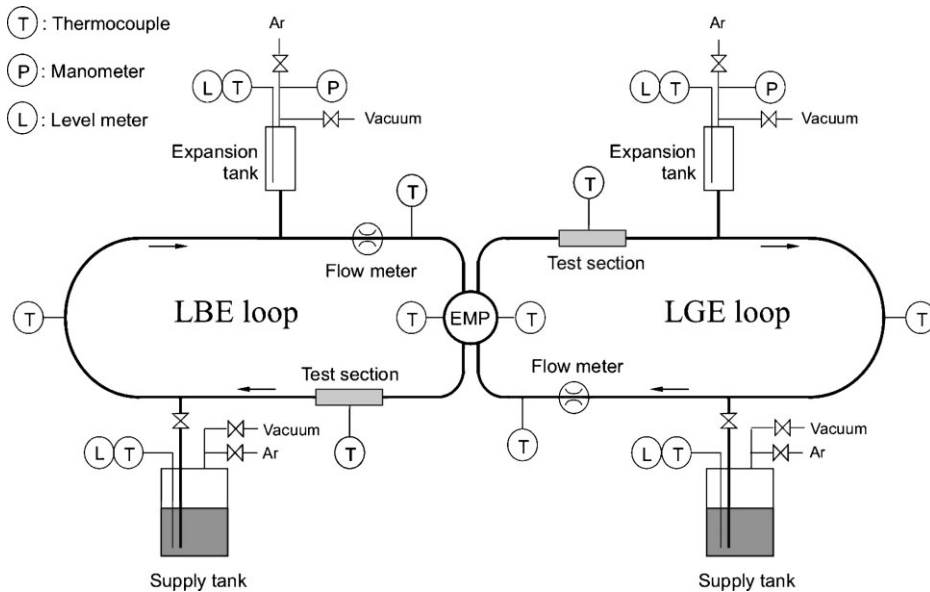 T : Thermocouple
P : Manometer
L : Level meter
Ar
L T P
Vacuum
Expansion
tank
T
Flow meter
Ar
L T P
Vacuum
Expansion
tank
T
Test section
T
LBE loop
T EMP T
LGE loop
T
Test section
T
Flow meter
T
Vacuum
Ar
L T
Supply tank
Vacuum
Ar
L T
Supply tank